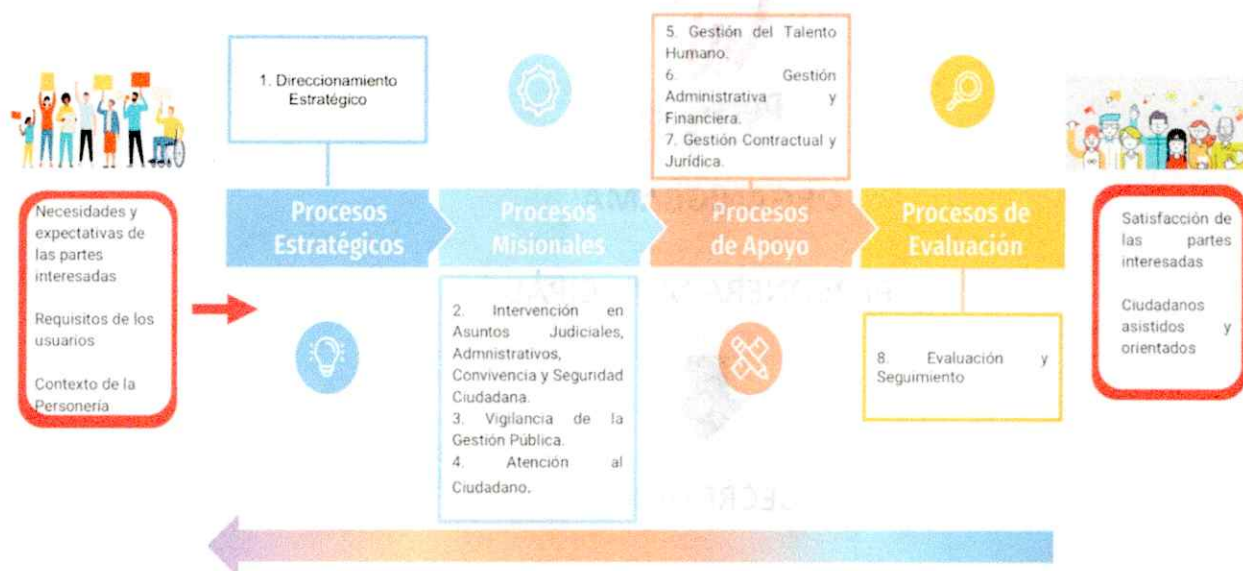 1. Direccionamiento
Estratégico
5. Gestión del Talento
Humano.
6. Gestión
Administrativa y
Financiera.
7. Gestión Contractual y
Jurídica.
Necesidades y
expectativas de
las partes
interesadas
Requisitos de los
usuarios
Contexto de la
Personería
Procesos
Estratégicos
Procesos
Misionales
Procesos
de Apoyo
Procesos de
Evaluación
Satisfacción de
las partes
interesadas
Ciudadanos
asistidos y
orientados
2. Intervención en
Asuntos Judiciales,
Admnistrativos,
Convivencia y Seguridad
Ciudadana.
3. Vigilancia de la
Gestión Pública.
4. Atención al
Ciudadano.
8. Evaluación y
Seguimiento